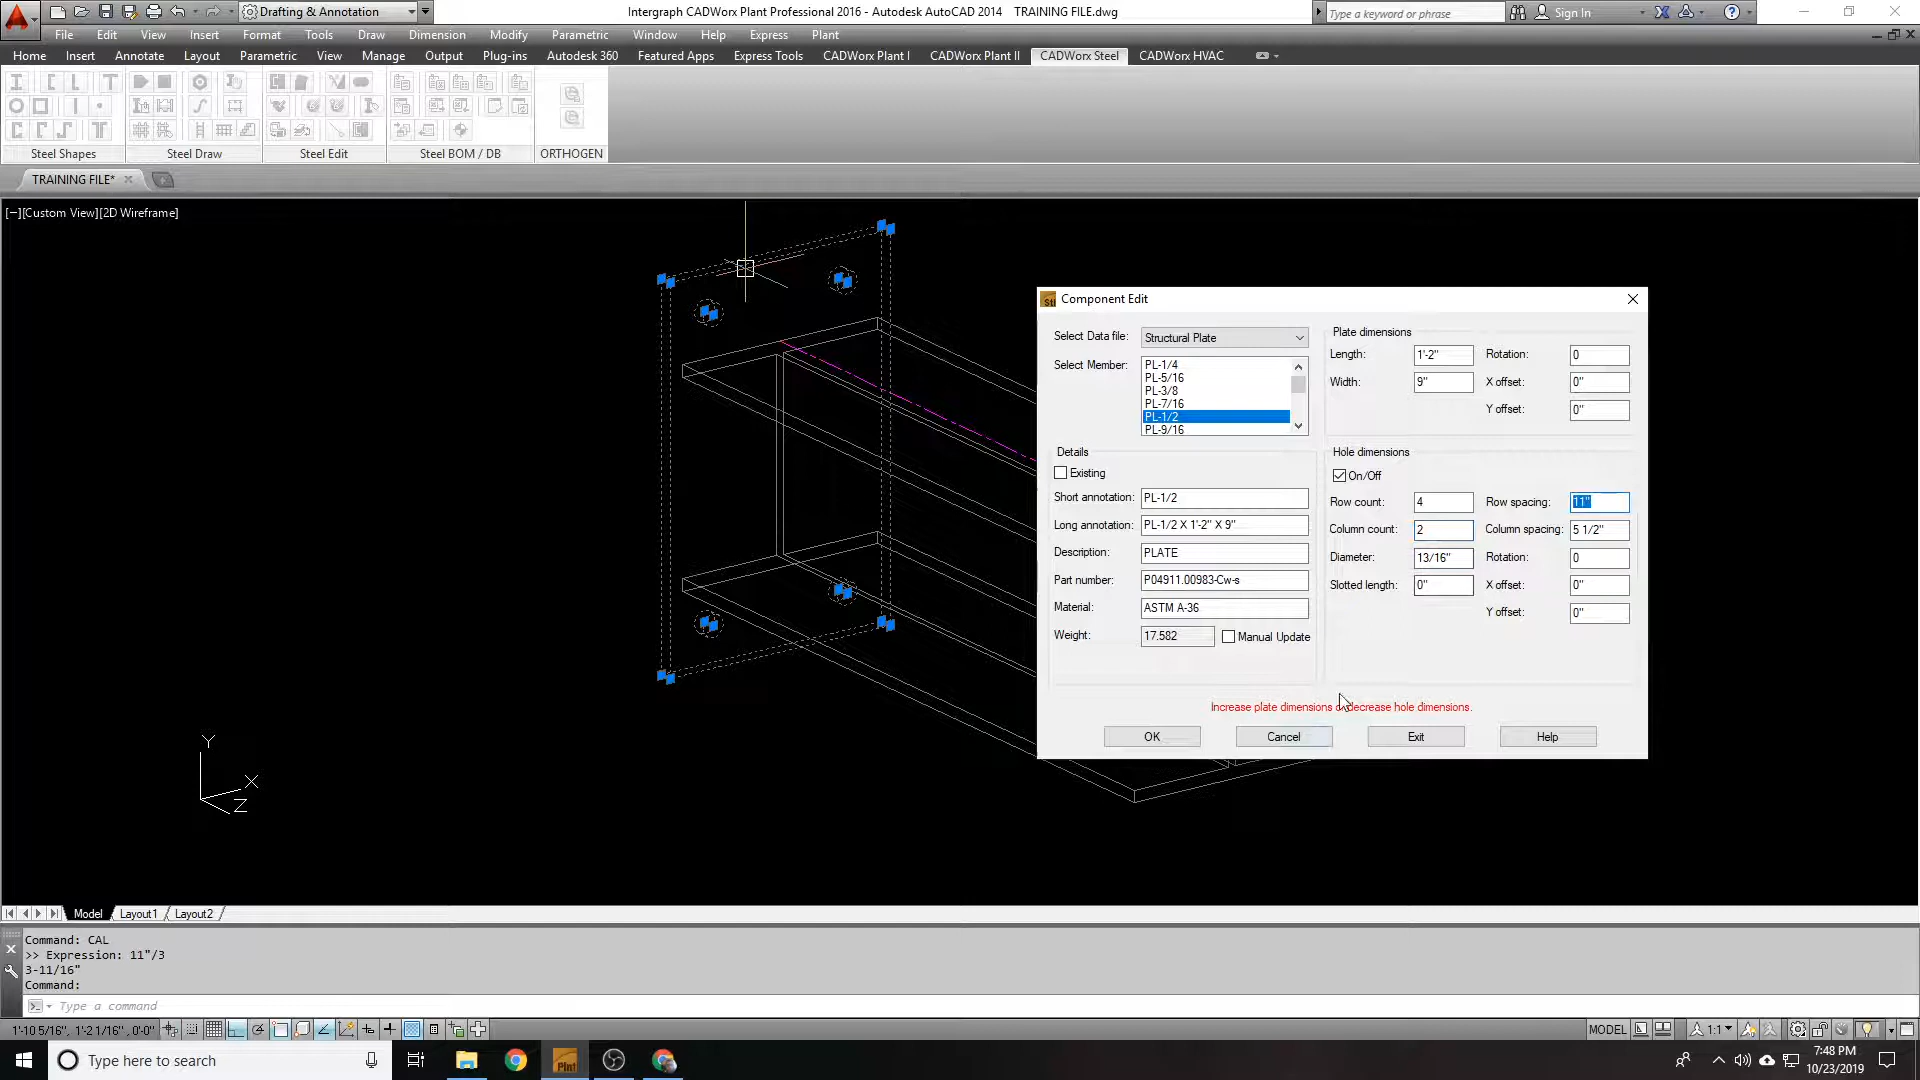 Drafting & Annotation
Intergraph CADWorx Plant Professional 2016 - Autodesk AutoCAD 2014 TRAINING FILE.dwg
Type a keyword or phrase
Sign In
File Edit View Insert Format Tools Draw Dimension Modify Parametric Window Help Express Plant
Home Insert Annotate Layout Parametric View Manage Output Plug-ins Autodesk 360 Featured Apps Express Tools CADWorx Plant I CADWorx Plant II CADWorx Steel CADWorx HVAC
Steel Shapes Steel Draw Steel Edit Steel BOM / DB ORTHOGEN
TRAINING FILE*
[−][Custom View][2D Wireframe]
Component Edit
Select Data file: Structural Plate
Select Member: PL-1/4
PL-5/16
PL-3/8
PL-7/16
PL-1/2
PL-9/16
Plate dimensions
Length: 1'-2" Rotation: 0
Width: 9" X offset: 0"
Y offset: 0"
Details
Existing
Short annotation: PL-1/2
Long annotation: PL-1/2 X 1'-2" X 9"
Description: PLATE
Part number: P04911.00983-Cw-s
Material: ASTM A-36
Weight: 17.582 Manual Update
Hole dimensions
On/Off
Row count: 4 Row spacing: 11"
Column count: 2 Column spacing: 5 1/2"
Diameter: 13/16" Rotation: 0
Slotted length: 0" X offset: 0"
Y offset: 0"
Increase plate dimensions decrease hole dimensions.
OK Cancel Exit Help
Y
X
Z
Model Layout1 Layout2
Command: CAL
>> Expression: 11"/3
3-11/16"
Command:
Type a command
1'-10 5/16", 1'-2 1/16" , 0'-0"
MODEL
1:1
Type here to search
Plnt
7:48 PM
10/23/2019